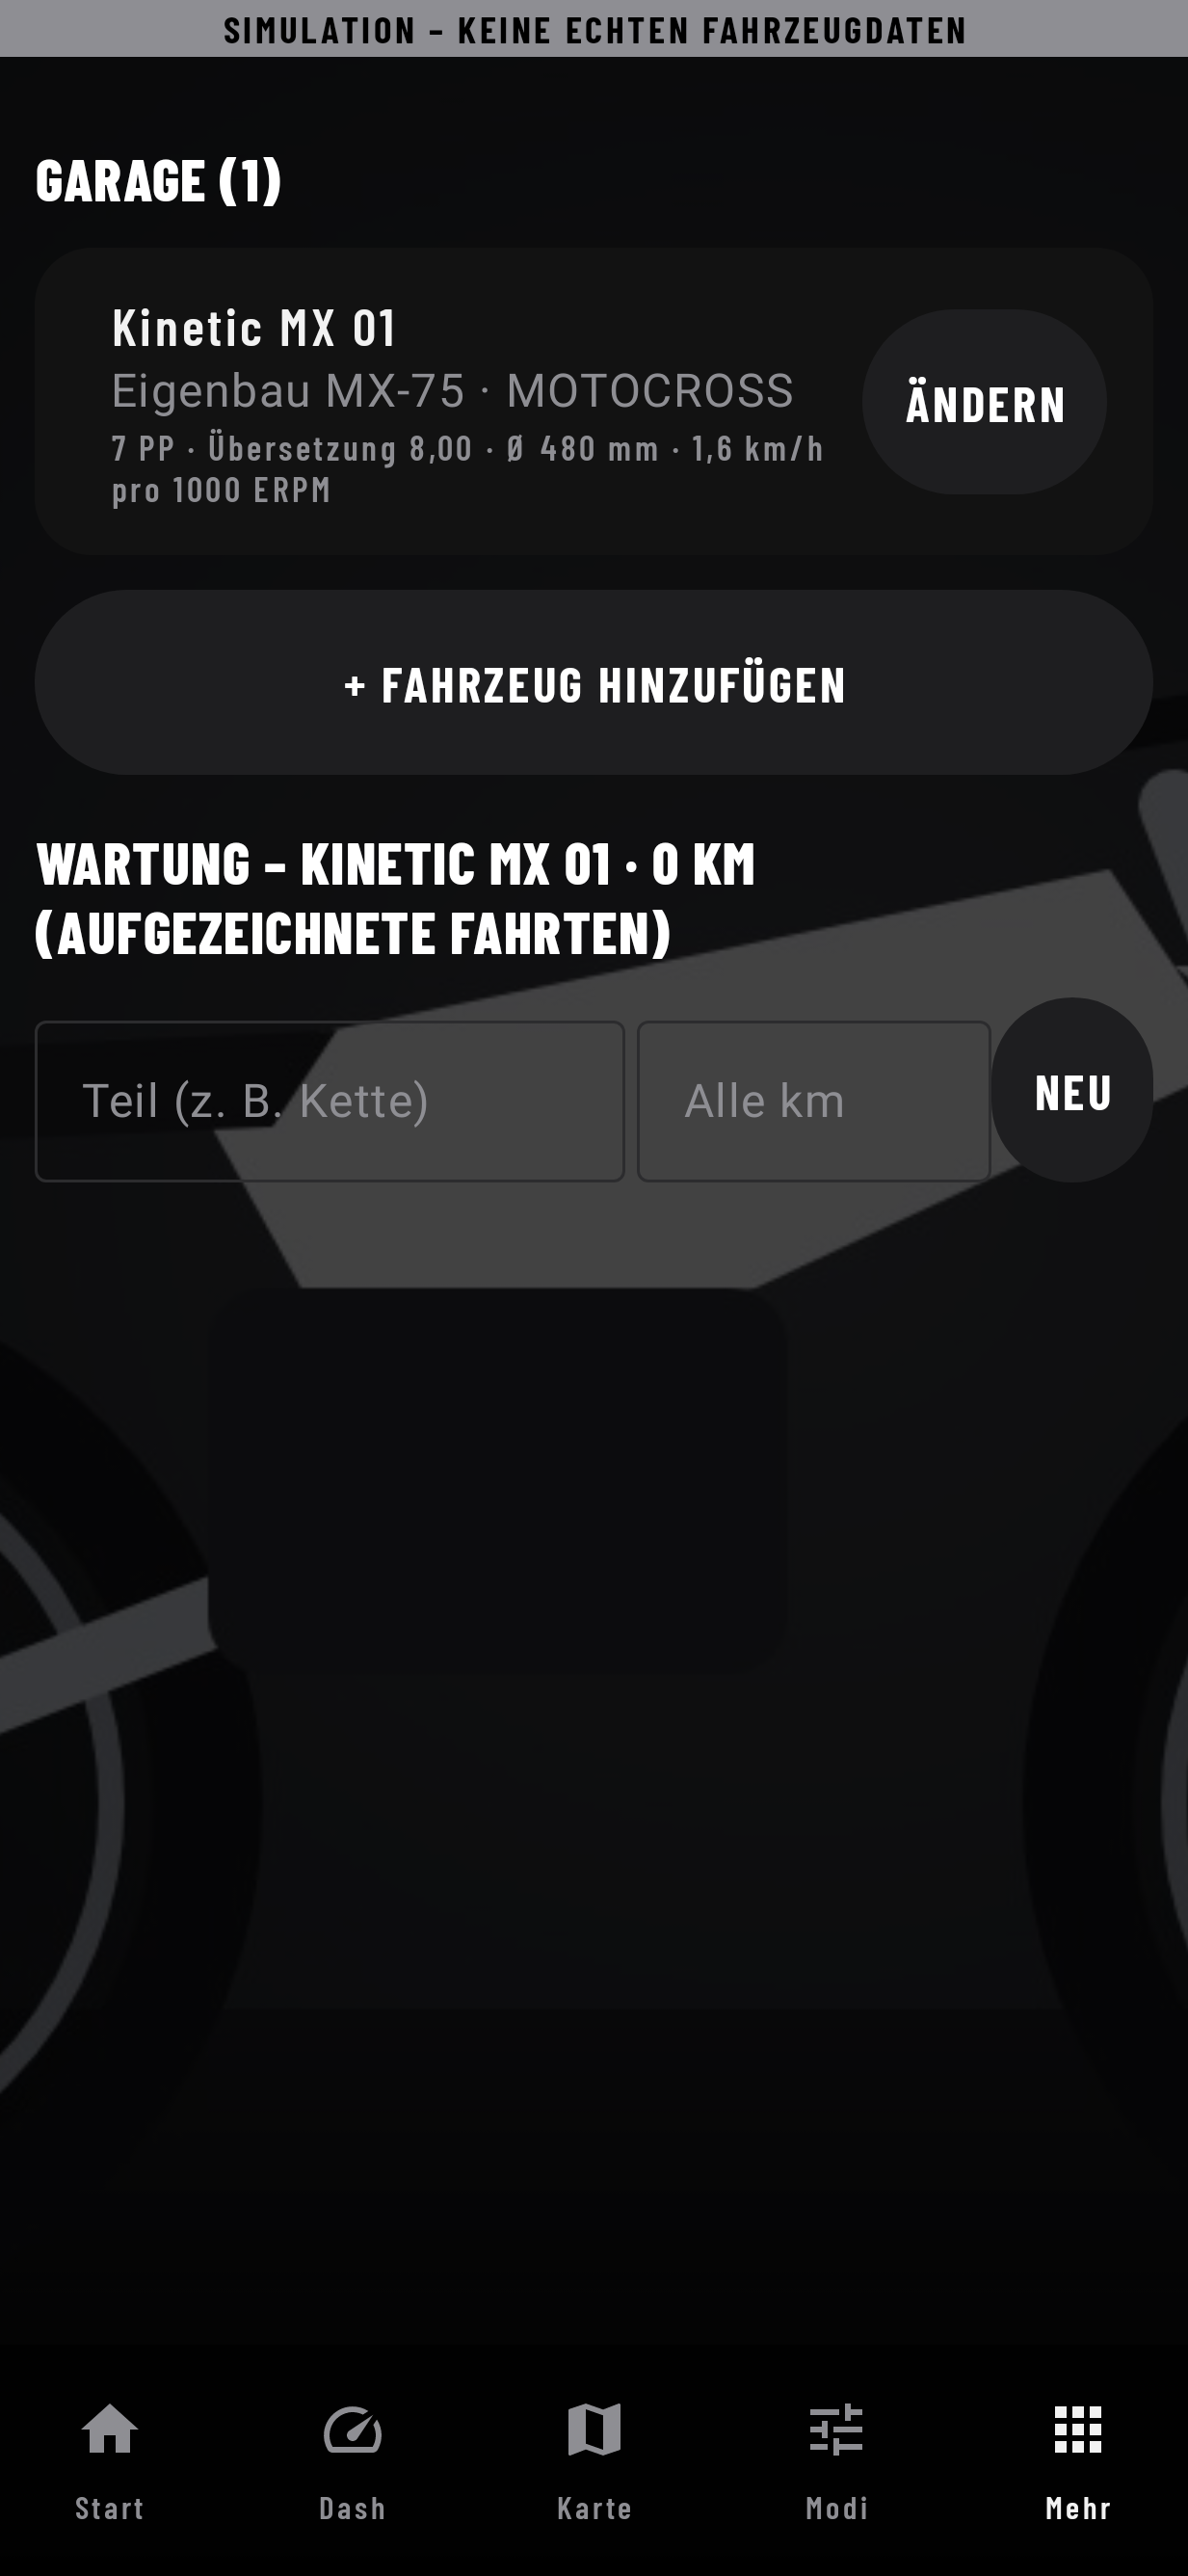 SIMULATION – KEINE ECHTEN FAHRZEUGDATEN
GARAGE (1)
Kinetic MX 01
Eigenbau MX-75 · MOTOCROSS
7 PP · Übersetzung 8,00 · Ø 480 mm · 1,6 km/h
pro 1000 ERPM
ÄNDERN
+ FAHRZEUG HINZUFÜGEN
WARTUNG – KINETIC MX 01 · 0 KM
(AUFGEZEICHNETE FAHRTEN)
Teil (z. B. Kette)
Alle km
NEU
Start
Dash
Karte
Modi
Mehr